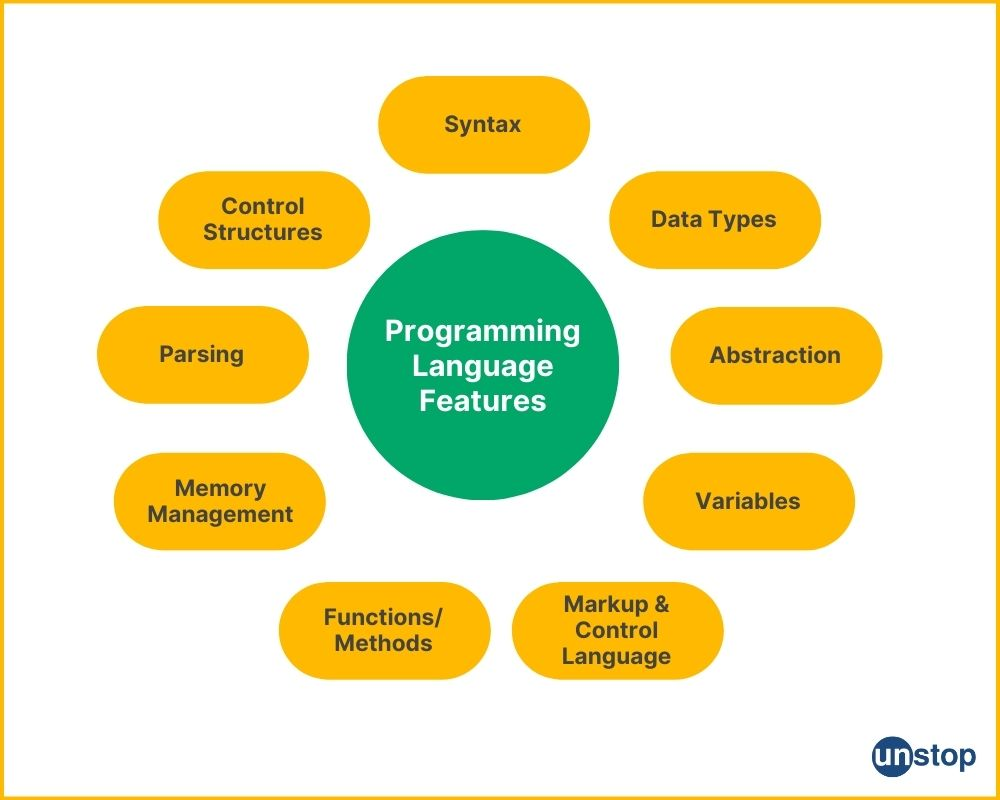 Syntax
Control
Structures
Data Types
Programming
Language
Features
Parsing
Abstraction
Memory
Management
Variables
Functions/
Methods
Markup &
Control
Language
unstop